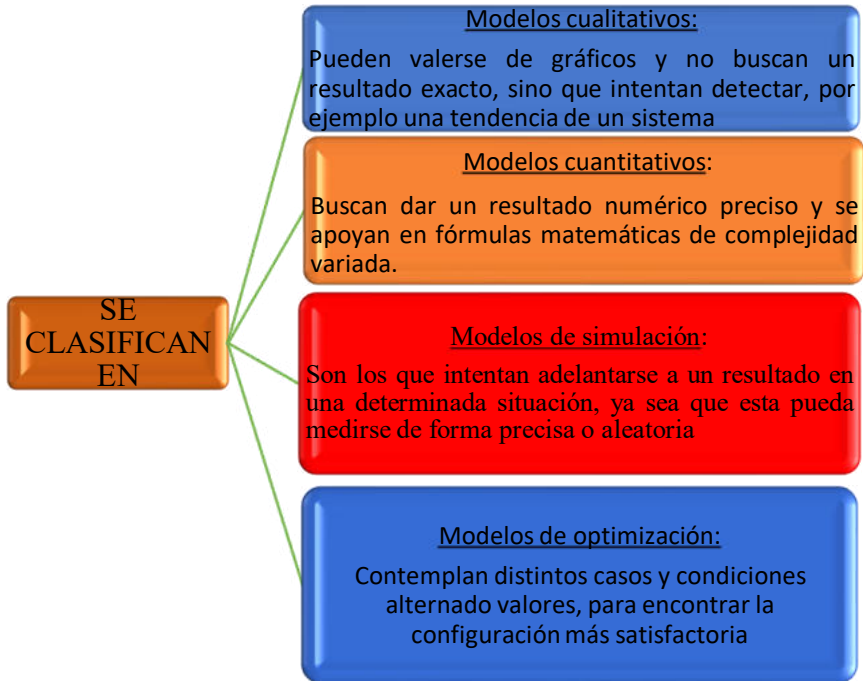 Modelos cualitativos:
Pueden valerse de gráficos y no buscan un
resultado exacto, sino que intentan detectar, por
ejemplo una tendencia de un sistema
Modelos cuantitativos:
Buscan dar un resultado numérico preciso y se
apoyan en fórmulas matemáticas de complejidad
variada.
SE
CLASIFICAN
EN
Modelos de simulación:
Son los que intentan adelantarse a un resultado en
una determinada situación, ya sea que esta pueda
medirse de forma precisa o aleatoria
Modelos de optimización:
Contemplan distintos casos y condiciones
alternado valores, para encontrar la
configuración más satisfactoria